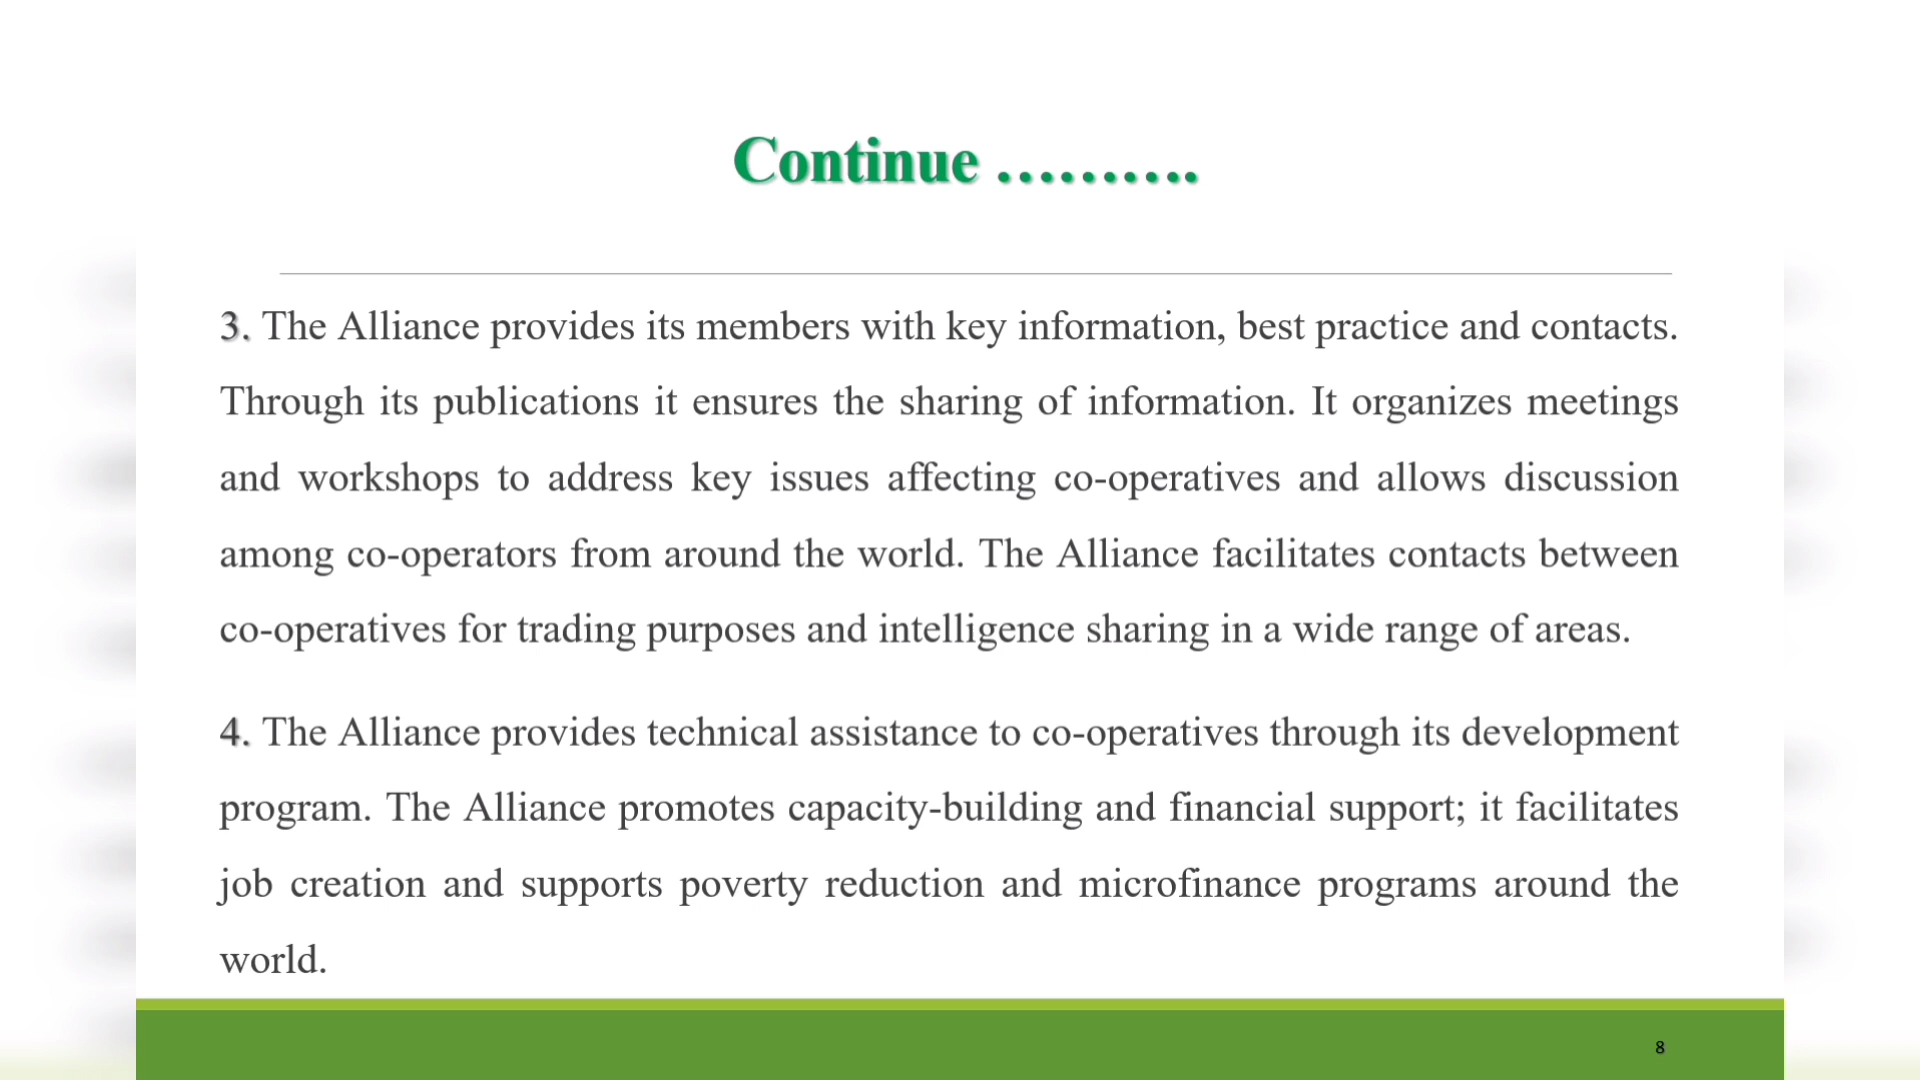 Continue ……….
3. The Alliance provides its members with key information, best practice and contacts.
Through its publications it ensures the sharing of information. It organizes meetings
and workshops to address key issues affecting co-operatives and allows discussion
among co-operators from around the world. The Alliance facilitates contacts between
co-operatives for trading purposes and intelligence sharing in a wide range of areas.
4. The Alliance provides technical assistance to co-operatives through its development
program. The Alliance promotes capacity-building and financial support; it facilitates
job creation and supports poverty reduction and microfinance programs around the
world.
8